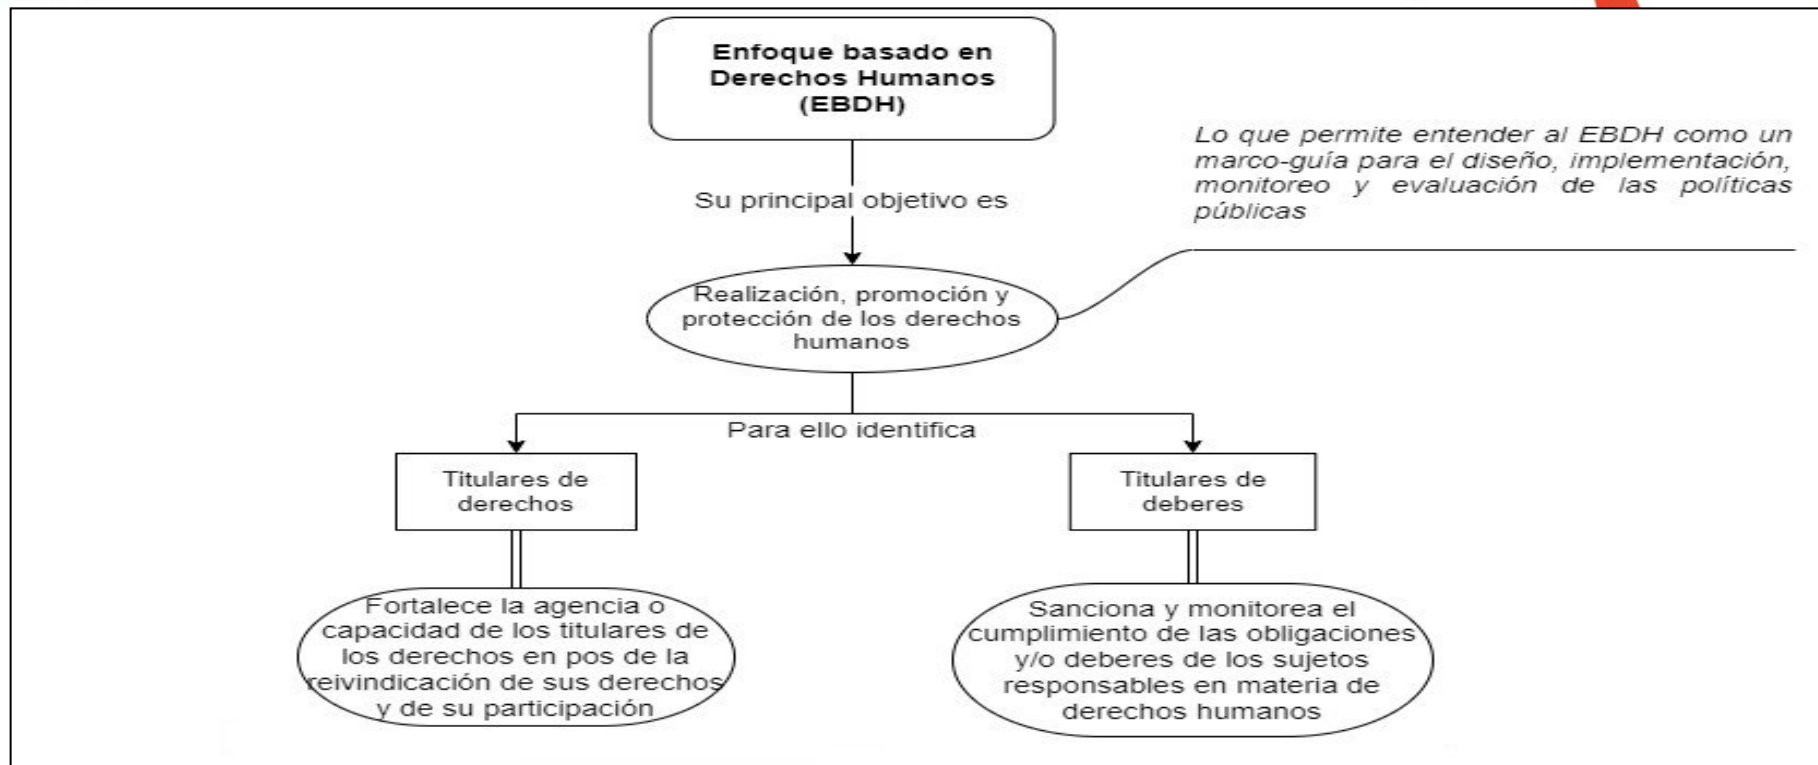 Enfoque basado en
Derechos Humanos
(EBDH)
Lo que permite entender al EBDH como un
marco-guía para el diseño, implementación,
monitoreo y evaluación de las políticas
públicas
Su principal objetivo es
Realización, promoción y
protección de los derechos
humanos
Para ello identifica
Titulares de
derechos
Titulares de
deberes
Fortalece la agencia o
capacidad de los titulares de
los derechos en pos de la
reivindicación de sus derechos
y de su participación
Sanciona y monitorea el
cumplimiento de las obligaciones
y/o deberes de los sujetos
responsables en materia de
derechos humanos